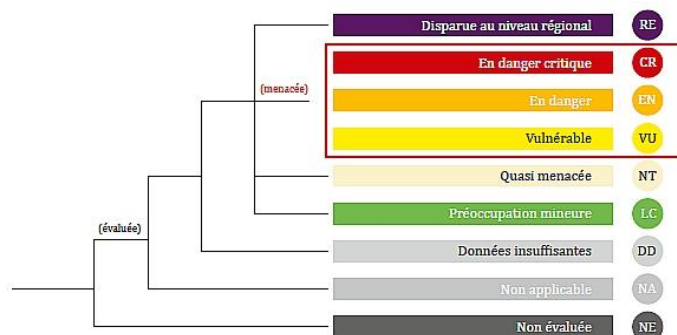 Disparue au niveau régional RE
En danger critique CR
(menacée)
En danger EN
Vulnérable VU
Quasi menacée NT
Préoccupation mineure LC
(évaluée)
Données insuffisantes DD
Non applicable NA
Non évaluée NE